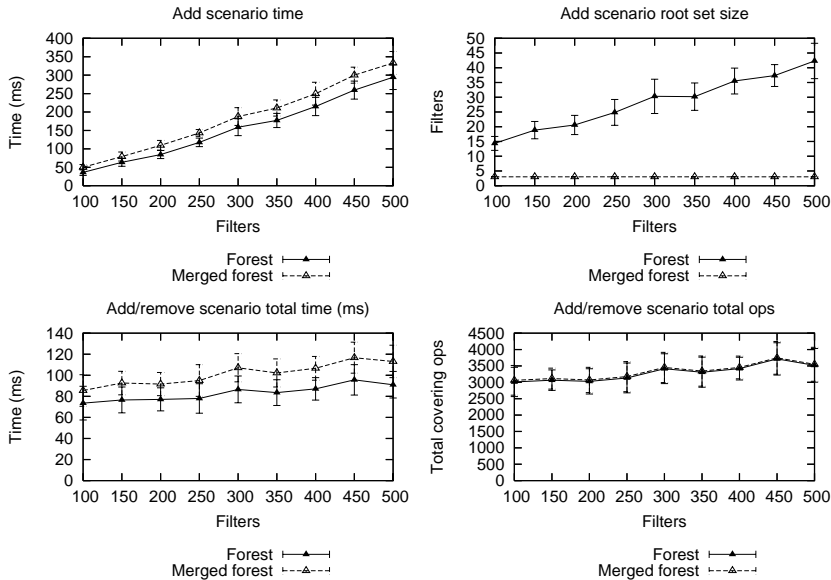 Add scenario time
Time (ms)
400
350
300
250
200
150
100
50
0
100 150 200 250 300 350 400 450 500
Filters
Forest
Merged forest
Add scenario root set size
Filters
50
45
40
35
30
25
20
15
10
5
0
100 150 200 250 300 350 400 450 500
Filters
Forest
Merged forest
Add/remove scenario total time (ms)
Time (ms)
140
120
100
80
60
40
20
0
100 150 200 250 300 350 400 450 500
Filters
Forest
Merged forest
Add/remove scenario total ops
Total covering ops
4500
4000
3500
3000
2500
2000
1500
1000
500
0
100 150 200 250 300 350 400 450 500
Filters
Forest
Merged forest